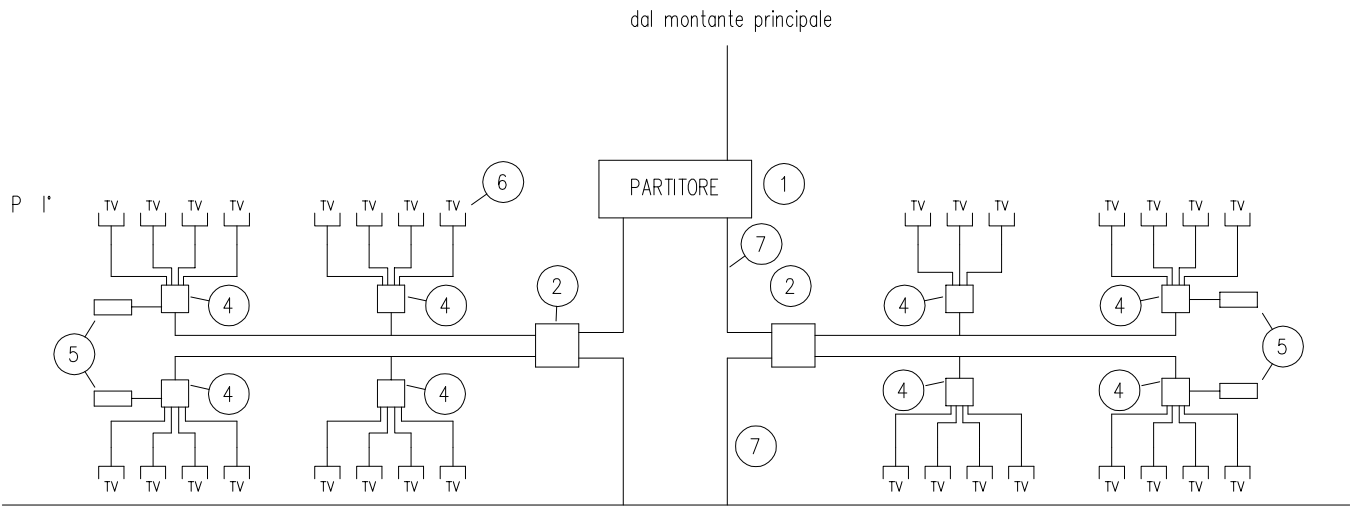 dal montante principale
PARTITORE 1
6
P I°
TV TV TV TV TV TV TV TV TV TV TV TV TV TV TV
7
2 2
4 4 4 4
5 5
4 4 4 4
7
TV TV TV TV TV TV TV TV TV TV TV TV TV TV TV TV